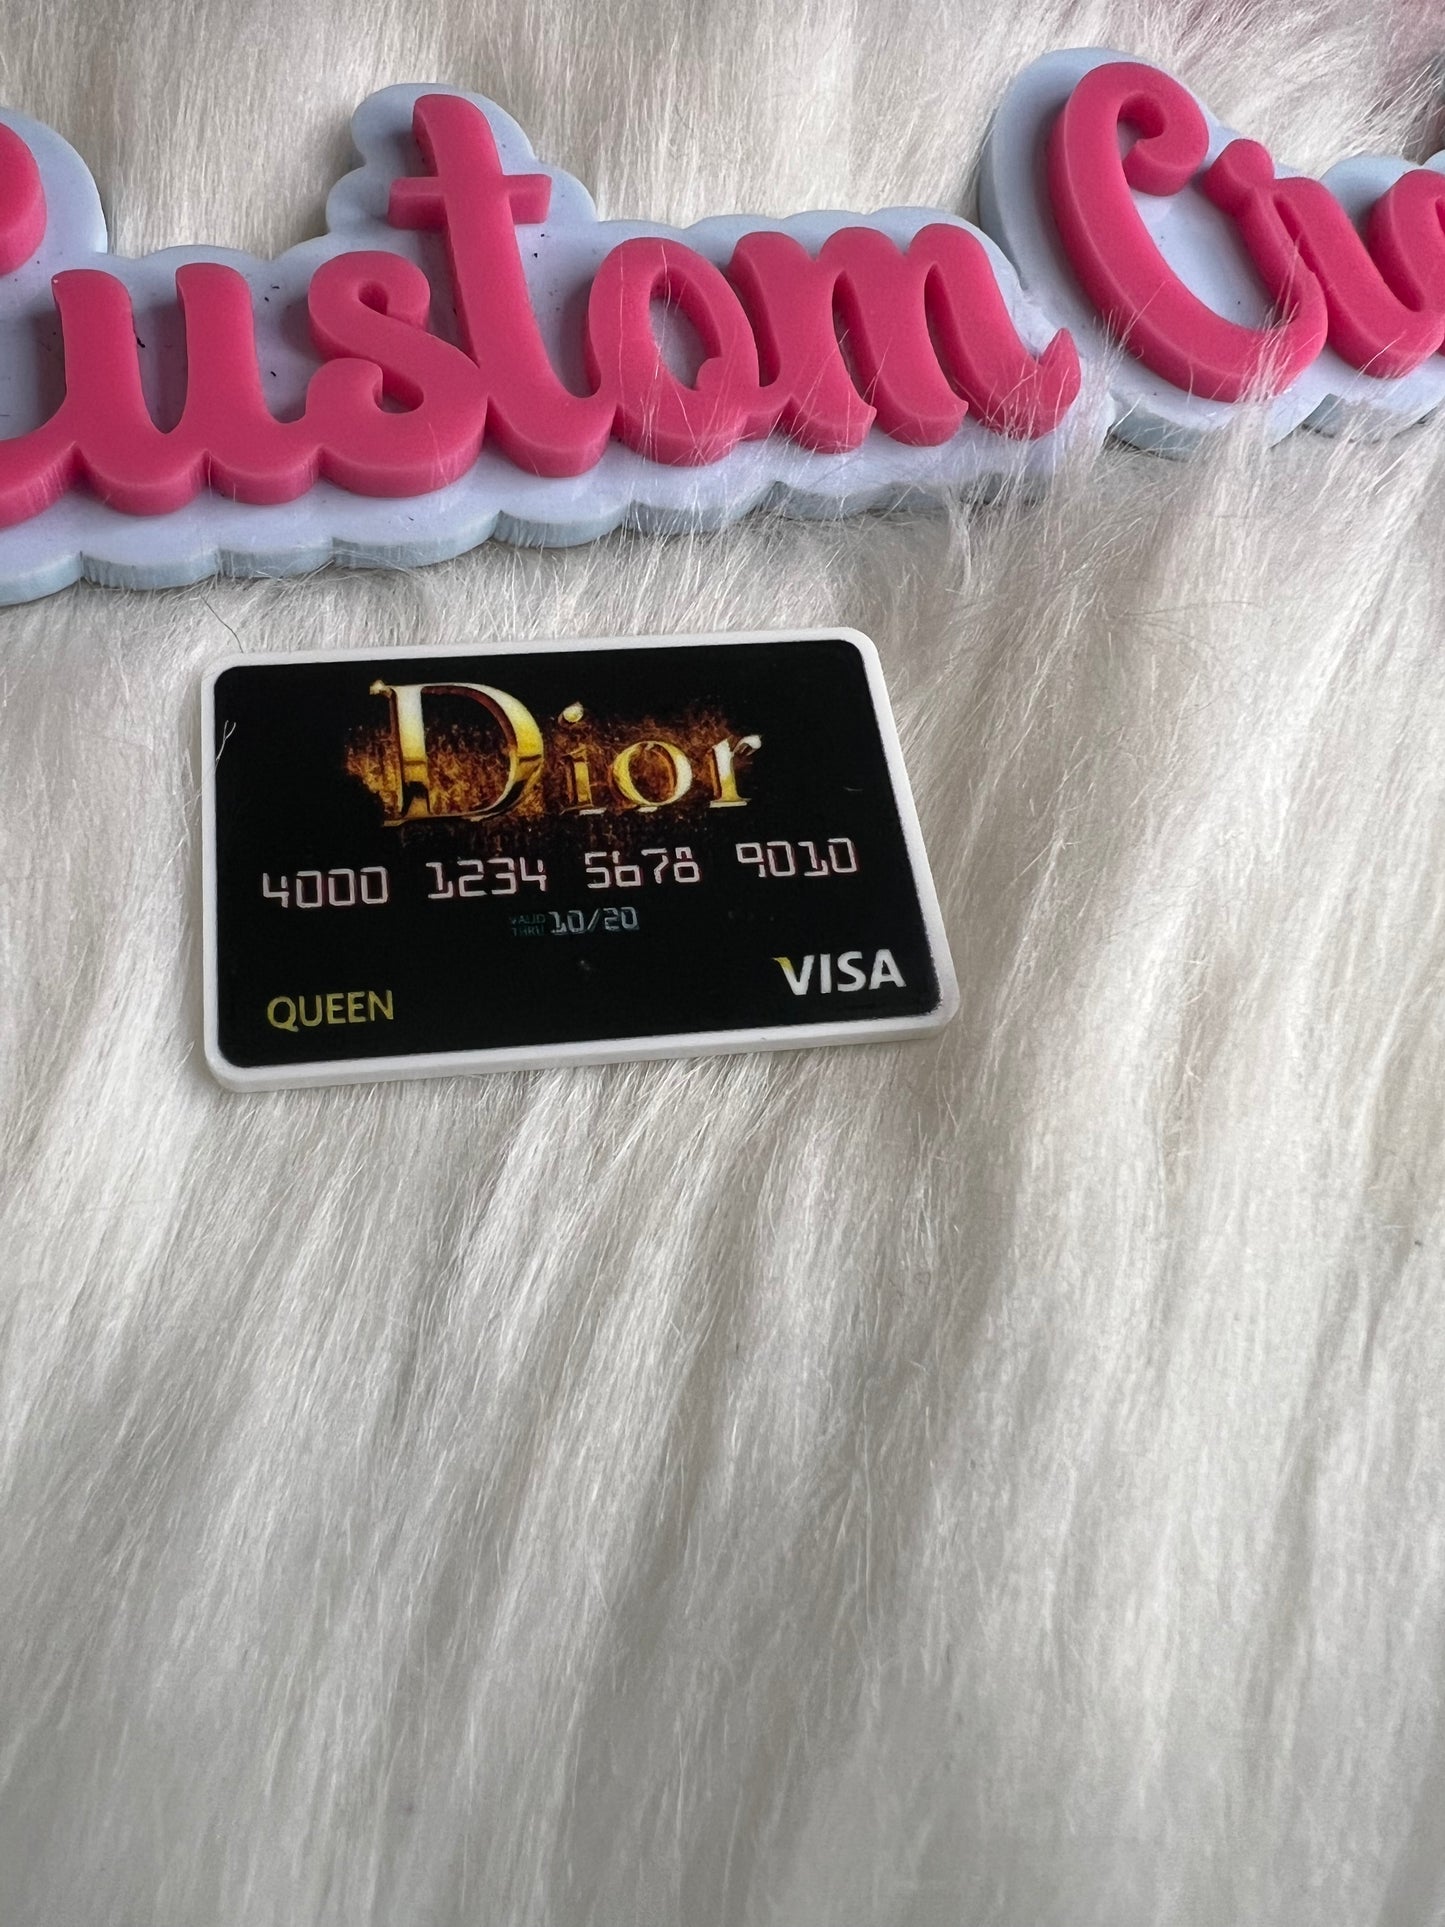 Custom Cr
Dior
4000 1234 5678 9010
VALID
THRU 10/20
QUEEN
VISA